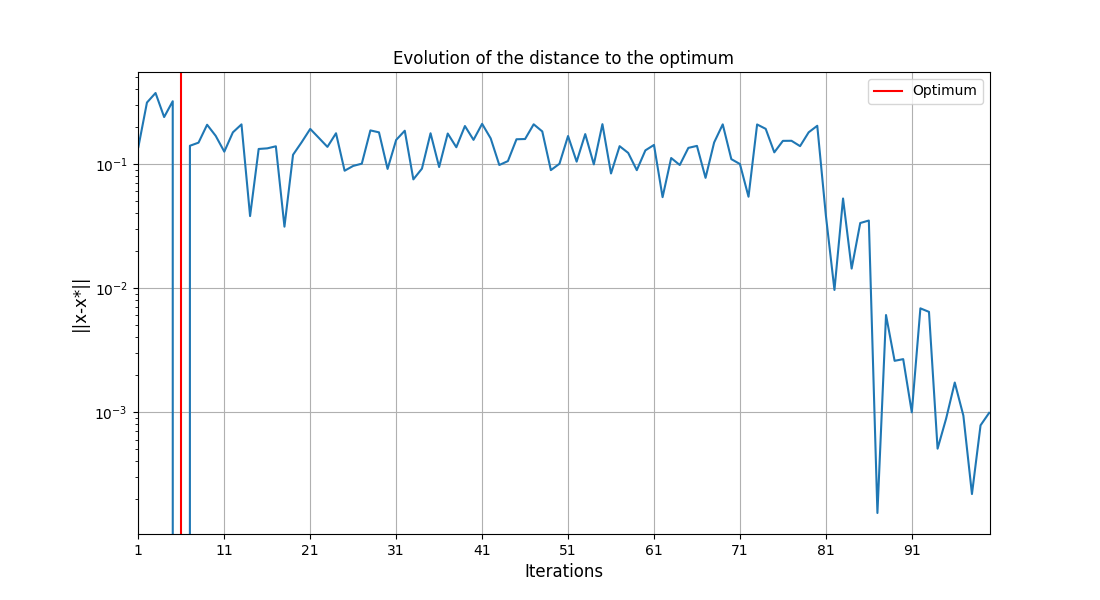 Evolution of the distance to the optimum
Optimum
||x-x*||
10⁻¹
10⁻²
10⁻³
1 11 21 31 41 51 61 71 81 91
Iterations